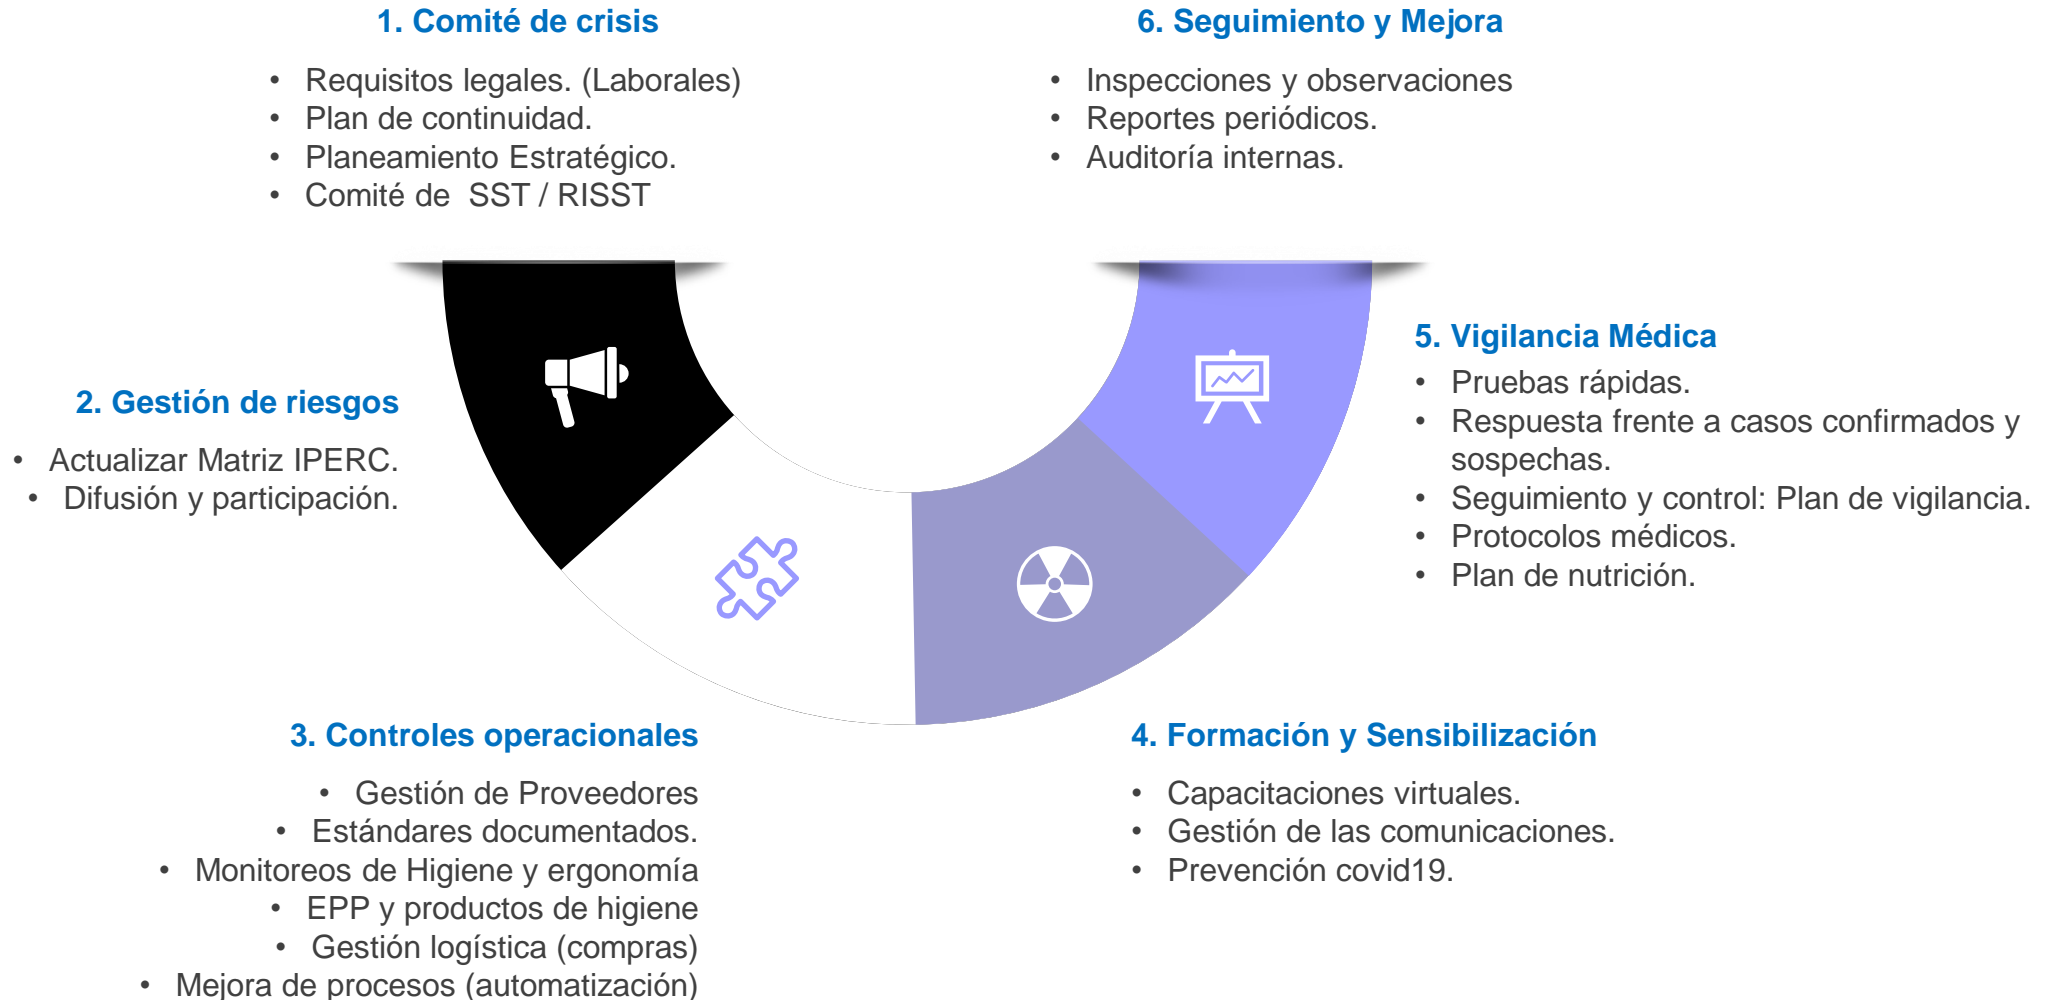 1. Comité de crisis
• Requisitos legales. (Laborales)
• Plan de continuidad.
• Planeamiento Estratégico.
• Comité de  SST / RISST
2. Gestión de riesgos
• Actualizar Matriz IPERC.
• Difusión y participación.
3. Controles operacionales
• Gestión de Proveedores
• Estándares documentados.
• Monitoreos de Higiene y ergonomía
• EPP y productos de higiene
• Gestión logística (compras)
• Mejora de procesos (automatización)
4. Formación y Sensibilización
• Capacitaciones virtuales.
• Gestión de las comunicaciones.
• Prevención covid19.
5. Vigilancia Médica
• Pruebas rápidas.
• Respuesta frente a casos confirmados y
sospechas.
• Seguimiento y control: Plan de vigilancia.
• Protocolos médicos.
• Plan de nutrición.
6. Seguimiento y Mejora
• Inspecciones y observaciones
• Reportes periódicos.
• Auditoría internas.